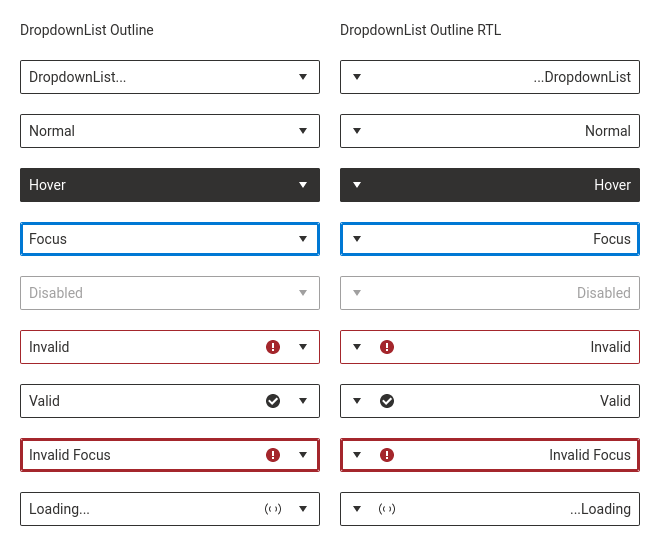 DropdownList Outline
DropdownList Outline RTL
DropdownList...
...DropdownList
Normal
Normal
Hover
Hover
Focus
Focus
Disabled
Disabled
Invalid
Invalid
Valid
Valid
Invalid Focus
Invalid Focus
Loading...
...Loading